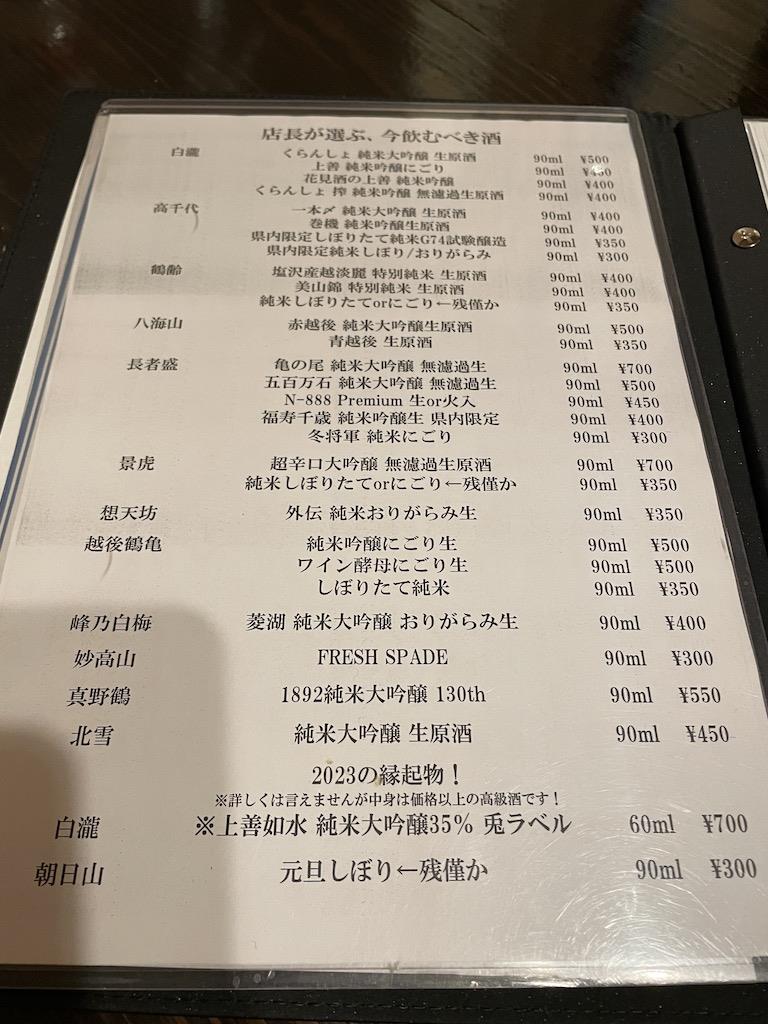 店長が選ぶ、今飲むべき酒
白瀧 くらんしょ 純米大吟醸 生原酒 90ml ¥500
上善 純米吟醸にごり 90ml ¥450
花見酒の上善 純米吟醸 90ml ¥400
くらんしょ 搾 純米吟醸 無濾過生原酒 90ml ¥400
高千代 一本〆 純米大吟醸 生原酒 90ml ¥400
巻機 純米吟醸生原酒 90ml ¥400
県内限定しぼりたて純米G74試験醸造 90ml ¥350
県内限定純米しぼり/おりがらみ 90ml ¥300
鶴齢 塩沢産越淡麗 特別純米 生原酒 90ml ¥400
美山錦 特別純米 生原酒 90ml ¥400
純米しぼりたてorにごり←残僅か 90ml ¥350
八海山 赤越後 純米大吟醸生原酒 90ml ¥500
青越後 生原酒 90ml ¥350
長者盛 亀の尾 純米大吟醸 無濾過生 90ml ¥700
五百万石 純米大吟醸 無濾過生 90ml ¥500
N-888 Premium 生or火入 90ml ¥450
福寿千歳 純米吟醸生 県内限定 90ml ¥400
冬将軍 純米にごり 90ml ¥300
景虎 超辛口大吟醸 無濾過生原酒 90ml ¥700
純米しぼりたてorにごり←残僅か 90ml ¥350
想天坊 外伝 純米おりがらみ生 90ml ¥350
越後鶴亀 純米吟醸にごり生 90ml ¥500
ワイン酵母にごり生 90ml ¥500
しぼりたて純米 90ml ¥350
峰乃白梅 菱湖 純米大吟醸 おりがらみ生 90ml ¥400
妙高山 FRESH SPADE 90ml ¥300
真野鶴 1892純米大吟醸 130th 90ml ¥550
北雪 純米大吟醸 生原酒 90ml ¥450
2023の縁起物！
※詳しくは言えませんが中身は価格以上の高級酒です！
白瀧 ※上善如水 純米大吟醸35% 兎ラベル 60ml ¥700
朝日山 元旦しぼり←残僅か 90ml ¥300